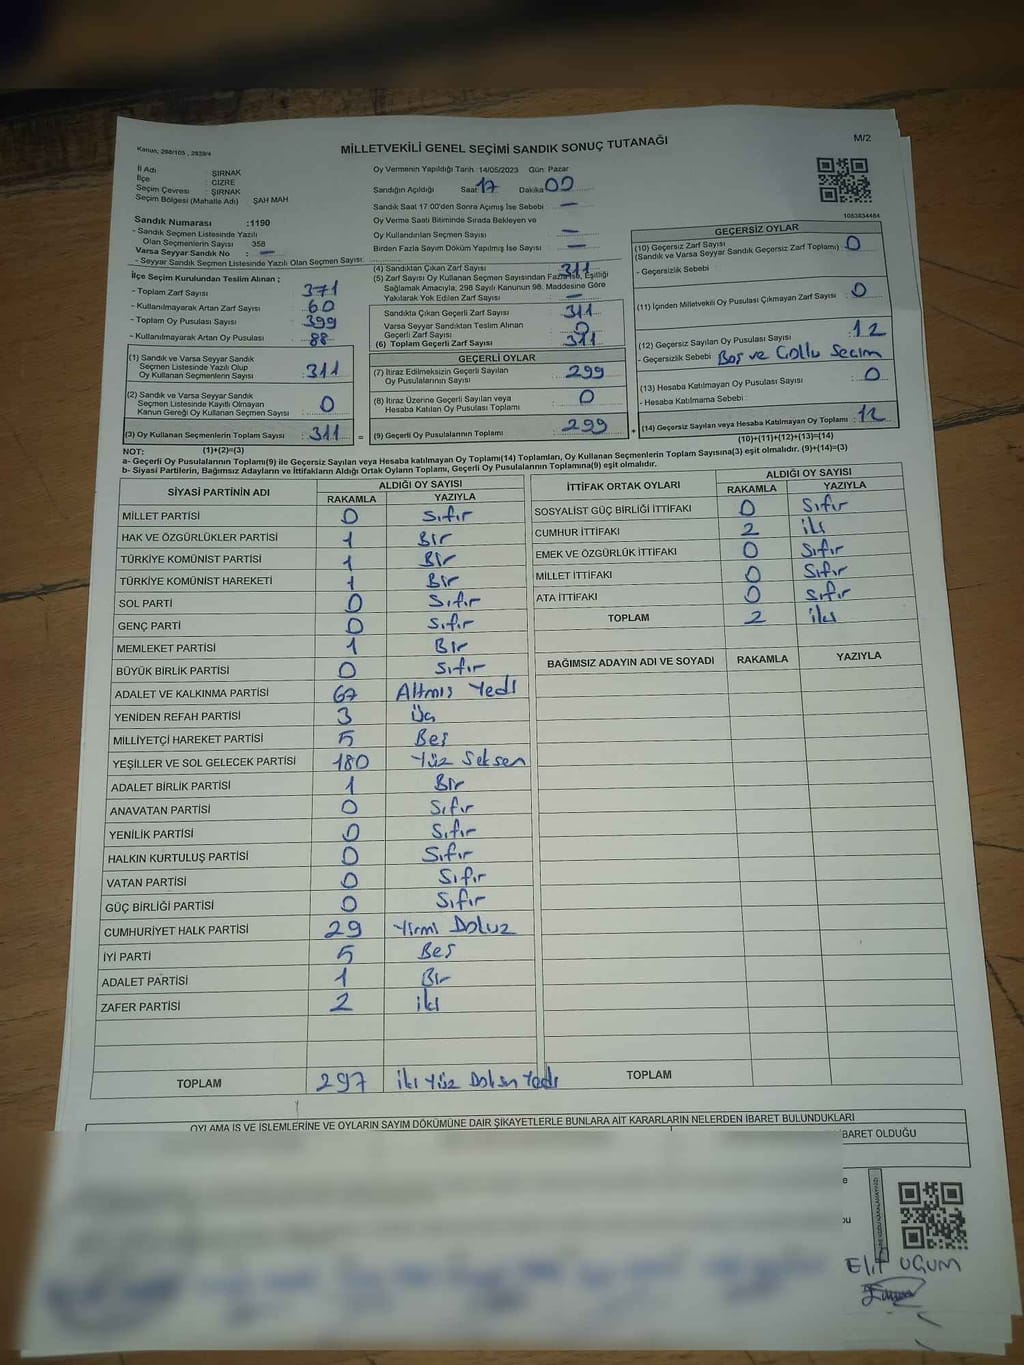 Kanun; 298/105 , 2839/4
MİLLETVEKİLİ GENEL SEÇİMİ SANDIK SONUÇ TUTANAĞI
M/2
İl Adı : ŞIRNAK
İlçe : CİZRE
Seçim Çevresi : ŞIRNAK
Seçim Bölgesi (Mahalle Adı) ŞAH MAH
Sandık Numarası :1190
- Sandık Seçmen Listesinde Yazılı
Olan Seçmenlerin Sayısı 358
Varsa Seyyar Sandık No : —
- Seyyar Sandık Seçmen Listesinde Yazılı Olan Seçmen Sayısı:
Oy Vermenin Yapıldığı Tarih 14/05/2023 Gün: Pazar
Sandığın Açıldığı Saat 17 Dakika 00
Sandık Saat 17:00'den Sonra Açımış İse Sebebi —
Oy Verme Saati Bitiminde Sırada Bekleyen ve
Oy Kullandırılan Seçmen Sayısı —
Birden Fazla Sayım Döküm Yapılmış İse Sayısı —
1083834484
İlçe Seçim Kurulundan Teslim Alınan ;
- Toplam Zarf Sayısı 371
- Kullanılmayarak Artan Zarf Sayısı 60
- Toplam Oy Pusulası Sayısı 399
- Kullanılmayarak Artan Oy Pusulası 88
(1) Sandık ve Varsa Seyyar Sandık
Seçmen Listesinde Yazılı Olup
Oy Kullanan Seçmenlerin Sayısı 311
(2) Sandık ve Varsa Seyyar Sandık
Seçmen Listesinde Kayıtlı Olmayan
Kanun Gereği Oy Kullanan Seçmen Sayısı 0
(3) Oy Kullanan Seçmenlerin Toplam Sayısı : 311 =
(4) Sandıktan Çıkan Zarf Sayısı 311
(5) Zarf Sayısı Oy Kullanan Seçmen Sayısından Fazla ise, Eşitliği
Sağlamak Amacıyla, 298 Sayılı Kanunun 98. Maddesine Göre
Yakılarak Yok Edilen Zarf Sayısı —
Sandıkta Çıkan Geçerli Zarf Sayısı 311
Varsa Seyyar Sandıktan Teslim Alınan
Geçerli Zarf Sayısı 0
(6) Toplam Geçerli Zarf Sayısı 311
GEÇERLİ OYLAR
(7) İtiraz Edilmeksizin Geçerli Sayılan
Oy Pusulalarının Sayısı 299
(8) İtiraz Üzerine Geçerli Sayılan veya
Hesaba Katılan Oy Pusulası Toplamı 0
(9) Geçerli Oy Pusulalarının Toplamı 299 +
GEÇERSİZ OYLAR
(10) Geçersiz Zarf Sayısı 0
(Sandık ve Varsa Seyyar Sandık Geçersiz Zarf Toplamı)
- Geçersizlik Sebebi :
(11) İçinden Milletvekili Oy Pusulası Çıkmayan Zarf Sayısı 0
(12) Geçersiz Sayılan Oy Pusulası Sayısı 12
- Geçersizlik Sebebi Boş ve Çoklu Secim
(13) Hesaba Katılmayan Oy Pusulası Sayısı : 0
- Hesaba Katılmama Sebebi :
(14) Geçersiz Sayılan veya Hesaba Katılmayan Oy Toplamı : 12
NOT: (1)+(2)=(3) (10)+(11)+(12)+(13)=(14)
a- Geçerli Oy Pusulalarının Toplamı(9) ile Geçersiz Sayılan veya Hesaba Katılmayan Oy Toplamı(14) Toplamları, Oy Kullanan Seçmenlerin Toplam Sayısına(3) eşit olmalıdır. (9)+(14)=(3)
b- Siyasi Partilerin, Bağımsız Adayların ve İttifakların Aldığı Oyların Toplamı, Geçerli Oy Pusulalarının Toplamına(9) eşit olmalıdır.
SİYASİ PARTİNİN ADI ALDIĞI OY SAYISI
RAKAMLA YAZIYLA
MİLLET PARTİSİ 0 Sıfır
HAK VE ÖZGÜRLÜKLER PARTİSİ 1 Bir
TÜRKİYE KOMÜNİST PARTİSİ 1 Bir
TÜRKİYE KOMÜNİST HAREKETİ 1 Bir
SOL PARTİ 0 Sıfır
GENÇ PARTİ 0 Sıfır
MEMLEKET PARTİSİ 1 Bir
BÜYÜK BİRLİK PARTİSİ 0 Sıfır
ADALET VE KALKINMA PARTİSİ 67 Altmış Yedi
YENİDEN REFAH PARTİSİ 3 Üç
MİLLİYETÇİ HAREKET PARTİSİ 5 Beş
YEŞİLLER VE SOL GELECEK PARTİSİ 180 Yüz Seksen
ADALET BİRLİK PARTİSİ 1 Bir
ANAVATAN PARTİSİ 0 Sıfır
YENİLİK PARTİSİ 0 Sıfır
HALKIN KURTULUŞ PARTİSİ 0 Sıfır
VATAN PARTİSİ 0 Sıfır
GÜÇ BİRLİĞİ PARTİSİ 0 Sıfır
CUMHURİYET HALK PARTİSİ 29 Yirmi Dokuz
İYİ PARTİ 5 Beş
ADALET PARTİSİ 1 Bir
ZAFER PARTİSİ 2 iki
TOPLAM 297 iki Yüz Doksan Yedi
İTTİFAK ORTAK OYLARI ALDIĞI OY SAYISI
RAKAMLA YAZIYLA
SOSYALİST GÜÇ BİRLİĞİ İTTİFAKI 0 Sıfır
CUMHUR İTTİFAKI 2 iki
EMEK VE ÖZGÜRLÜK İTTİFAKI 0 Sıfır
MİLLET İTTİFAKI 0 Sıfır
ATA İTTİFAKI 0 Sıfır
TOPLAM 2 iki
BAĞIMSIZ ADAYIN ADI VE SOYADI RAKAMLA YAZIYLA
TOPLAM
OYLAMA İŞ VE İŞLEMLERİNE VE OYLARIN SAYIM DÖKÜMÜNE DAİR ŞİKAYETLERLE BUNLARA AİT KARARLARIN NELERDEN İBARET BULUNDUKLARI
İBARET OLDUĞU
Elif UĞUM